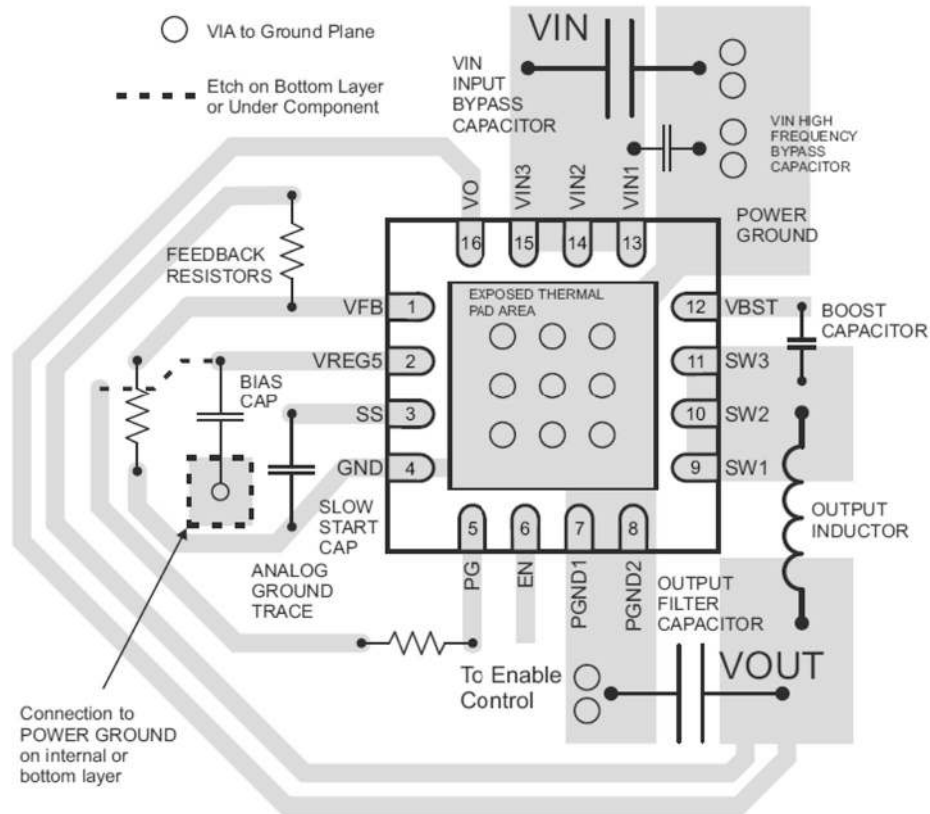 VIA to Ground Plane
Etch on Bottom Layer
or Under Component
VIN
VIN
INPUT
BYPASS
CAPACITOR
VIN HIGH
FREQUENCY
BYPASS
CAPACITOR
VO
VIN3
VIN2
VIN1
POWER
GROUND
16
15
14
13
FEEDBACK
RESISTORS
EXPOSED THERMAL
PAD AREA
VFB
1
12
VBST
BOOST
CAPACITOR
VREG5
2
11
SW3
BIAS
CAP
SS
3
10
SW2
GND
4
9
SW1
SLOW
START
CAP
OUTPUT
INDUCTOR
5
6
7
8
ANALOG
GROUND
TRACE
PG
EN
PGND1
PGND2
OUTPUT
FILTER
CAPACITOR
To Enable
Control
VOUT
Connection to
POWER GROUND
on internal or
bottom layer